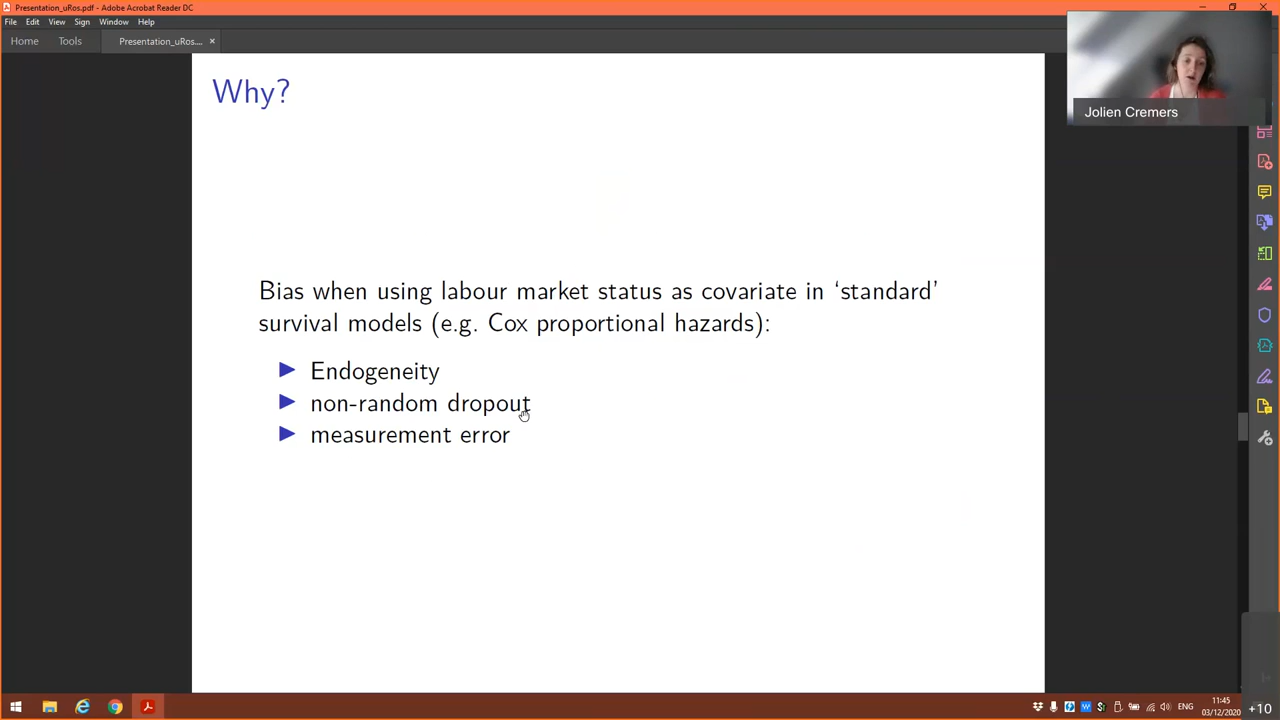 Presentation_uRos.pdf - Adobe Acrobat Reader DC
File Edit View Sign Window Help
Home Tools Presentation_uRos.... ×
Jolien Cremers
Why?
Bias when using labour market status as covariate in ‘standard’
survival models (e.g. Cox proportional hazards):
Endogeneity
non-random dropout
measurement error
ENG
11:45
03/12/2020
+10